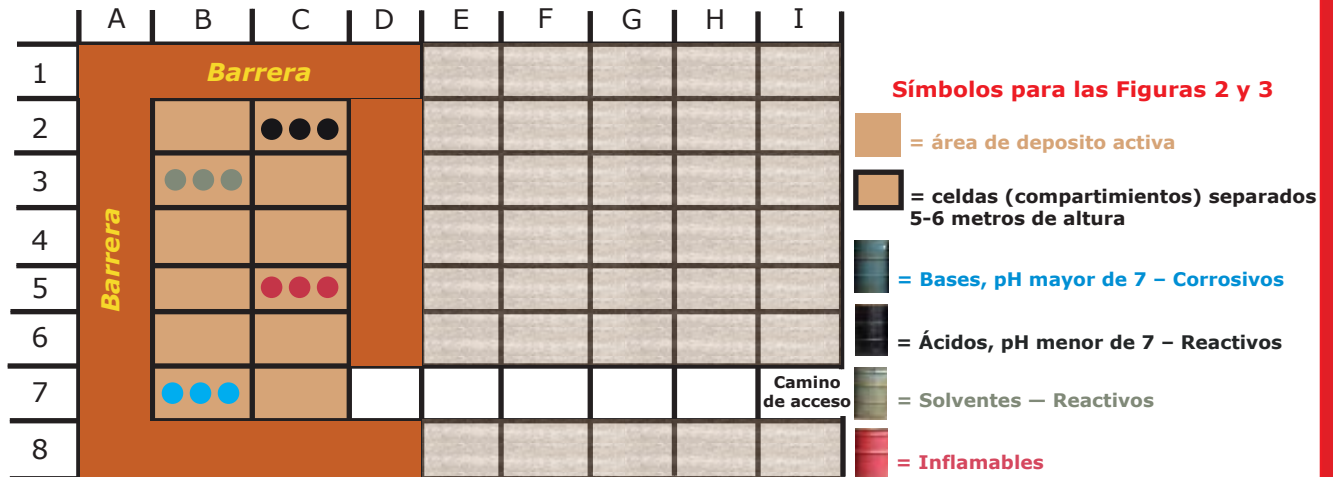 A B C D E F G H I
1 Barrera
2
3
4
5
6
7
8
Barrera
Camino
de acceso
Símbolos para las Figuras 2 y 3
= área de deposito activa
= celdas (compartimientos) separados
5-6 metros de altura
= Bases, pH mayor de 7 – Corrosivos
= Ácidos, pH menor de 7 – Reactivos
= Solventes — Reactivos
= Inflamables